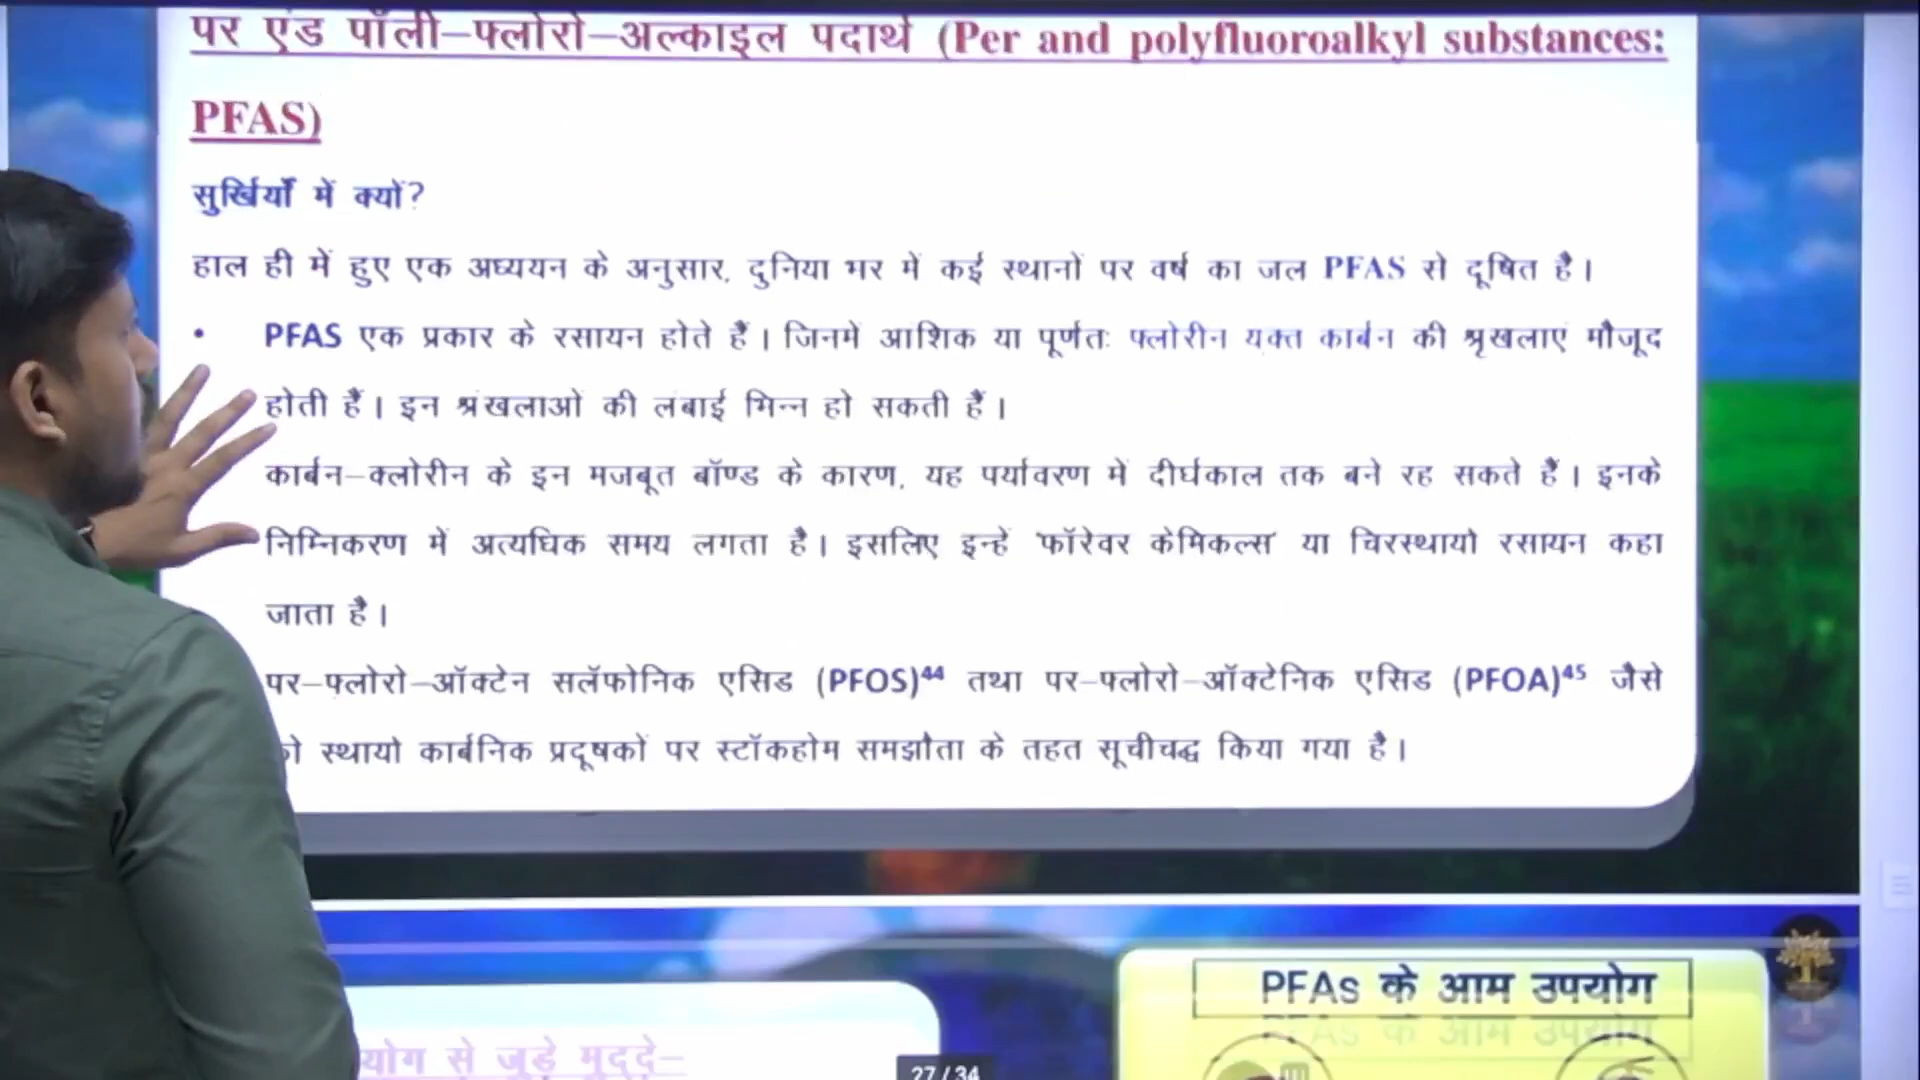 पर एंड पॉली–फ्लोरो–अल्काइल पदार्थ (Per and polyfluoroalkyl substances:
PFAS)
सुर्खियों में क्यों?
हाल ही में हुए एक अध्ययन के अनुसार, दुनिया भर में कई स्थानों पर वर्ष का जल PFAS से दूषित है।
• PFAS एक प्रकार के रसायन होते हैं। जिनमें आशिक या पूर्णतः फ्लोरीन युक्त कार्बन की श्रृखलाएं मौजूद
होती हैं। इन श्रंखलाओं की लंबाई भिन्न हो सकती हैं।
कार्बन–क्लोरीन के इन मजबूत बॉण्ड के कारण, यह पर्यावरण में दीर्घकाल तक बने रह सकते हैं। इनके
निम्निकरण में अत्यधिक समय लगता है। इसलिए इन्हें 'फॉरेवर केमिकल्स' या चिरस्थायी रसायन कहा
जाता है।
पर–फ्लोरो–ऑक्टेन सलॅफोनिक एसिड (PFOS)⁴⁴ तथा पर–फ्लोरो–ऑक्टेनिक एसिड (PFOA)⁴⁵ जैसे
स्थायी कार्बनिक प्रदूषकों पर स्टॉकहोम समझौता के तहत सूचीचद्ध किया गया है।
PFAs के आम उपयोग
से जुड़े मुद्दे–
27 / 34